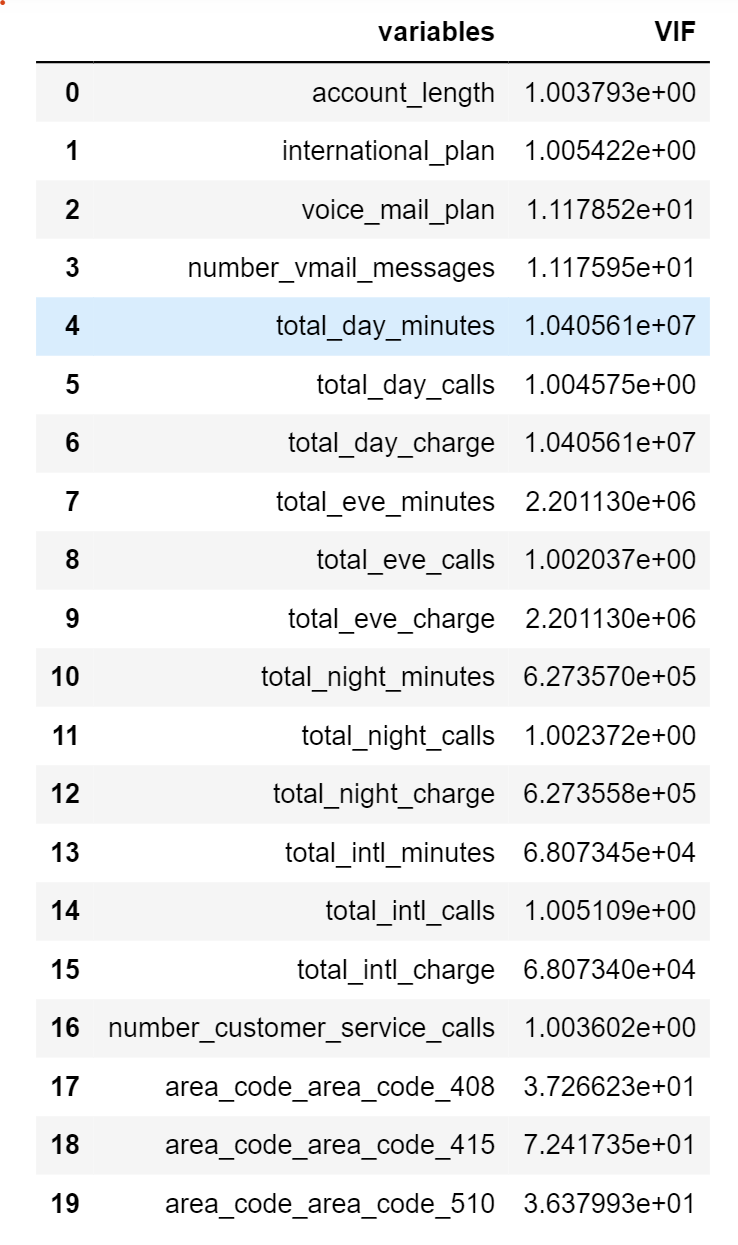 variables VIF
0 account_length 1.003793e+00
1 international_plan 1.005422e+00
2 voice_mail_plan 1.117852e+01
3 number_vmail_messages 1.117595e+01
4 total_day_minutes 1.040561e+07
5 total_day_calls 1.004575e+00
6 total_day_charge 1.040561e+07
7 total_eve_minutes 2.201130e+06
8 total_eve_calls 1.002037e+00
9 total_eve_charge 2.201130e+06
10 total_night_minutes 6.273570e+05
11 total_night_calls 1.002372e+00
12 total_night_charge 6.273558e+05
13 total_intl_minutes 6.807345e+04
14 total_intl_calls 1.005109e+00
15 total_intl_charge 6.807340e+04
16 number_customer_service_calls 1.003602e+00
17 area_code_area_code_408 3.726623e+01
18 area_code_area_code_415 7.241735e+01
19 area_code_area_code_510 3.637993e+01